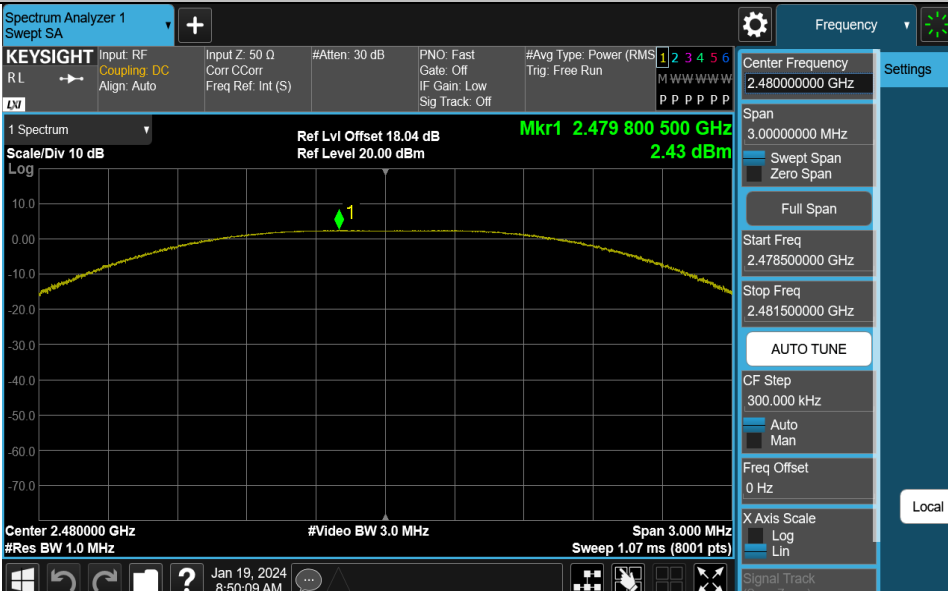 Spectrum Analyzer 1
Swept SA
+
Frequency
KEYSIGHT
RL
LXI
Input: RF
Coupling: DC
Align: Auto
Input Z: 50 Ω
Corr CCorr
Freq Ref: Int (S)
#Atten: 30 dB
PNO: Fast
Gate: Off
IF Gain: Low
Sig Track: Off
#Avg Type: Power (RMS
Trig: Free Run
1 2 3 4 5 6
M W W W W W
P P P P P P
Center Frequency
2.480000000 GHz
Settings
Span
3.00000000 MHz
Swept Span
Zero Span
Full Span
Start Freq
2.478500000 GHz
Stop Freq
2.481500000 GHz
AUTO TUNE
CF Step
300.000 kHz
Auto
Man
Freq Offset
0 Hz
X Axis Scale
Log
Lin
Signal Track
Local
1 Spectrum
Scale/Div 10 dB
Ref Lvl Offset 18.04 dB
Ref Level 20.00 dBm
Mkr1 2.479 800 500 GHz
2.43 dBm
Log
1
10.0
0.00
-10.0
-20.0
-30.0
-40.0
-50.0
-60.0
-70.0
Center 2.480000 GHz
#Video BW 3.0 MHz
Span 3.000 MHz
#Res BW 1.0 MHz
Sweep 1.07 ms (8001 pts)
?
Jan 19, 2024
8:50:09 AM